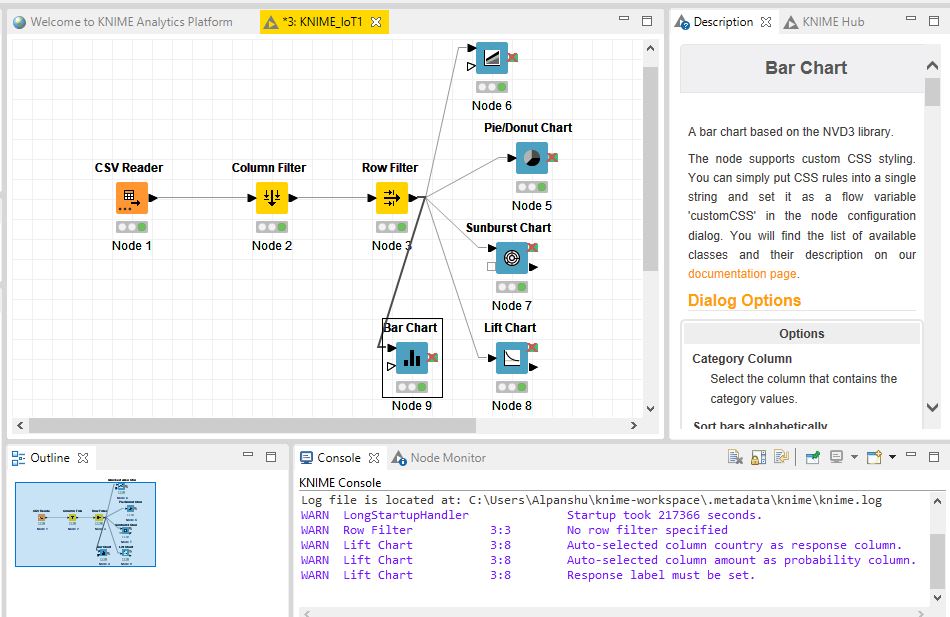 Welcome to KNIME Analytics Platform
*3: KNIME_IoT1
Node 6
Pie/Donut Chart
Node 5
CSV Reader
Node 1
Column Filter
Node 2
Row Filter
Node 3
Sunburst Chart
Node 7
Bar Chart
Node 9
Lift Chart
Node 8
Description
KNIME Hub
Bar Chart
A bar chart based on the NVD3 library.
The node supports custom CSS styling.
You can simply put CSS rules into a single
string and set it as a flow variable
'customCSS' in the node configuration
dialog. You will find the list of available
classes and their description on our
documentation page.
Dialog Options
Options
Category Column
Select the column that contains the
category values.
Sort bars alphabetically
Outline
Console
Node Monitor
KNIME Console
Log file is located at: C:\Users\Alpanshu\knime-workspace\.metadata\knime\knime.log
WARN LongStartupHandler Startup took 217366 seconds.
WARN Row Filter 3:3 No row filter specified
WARN Lift Chart 3:8 Auto-selected column country as response column.
WARN Lift Chart 3:8 Auto-selected column amount as probability column.
WARN Lift Chart 3:8 Response label must be set.